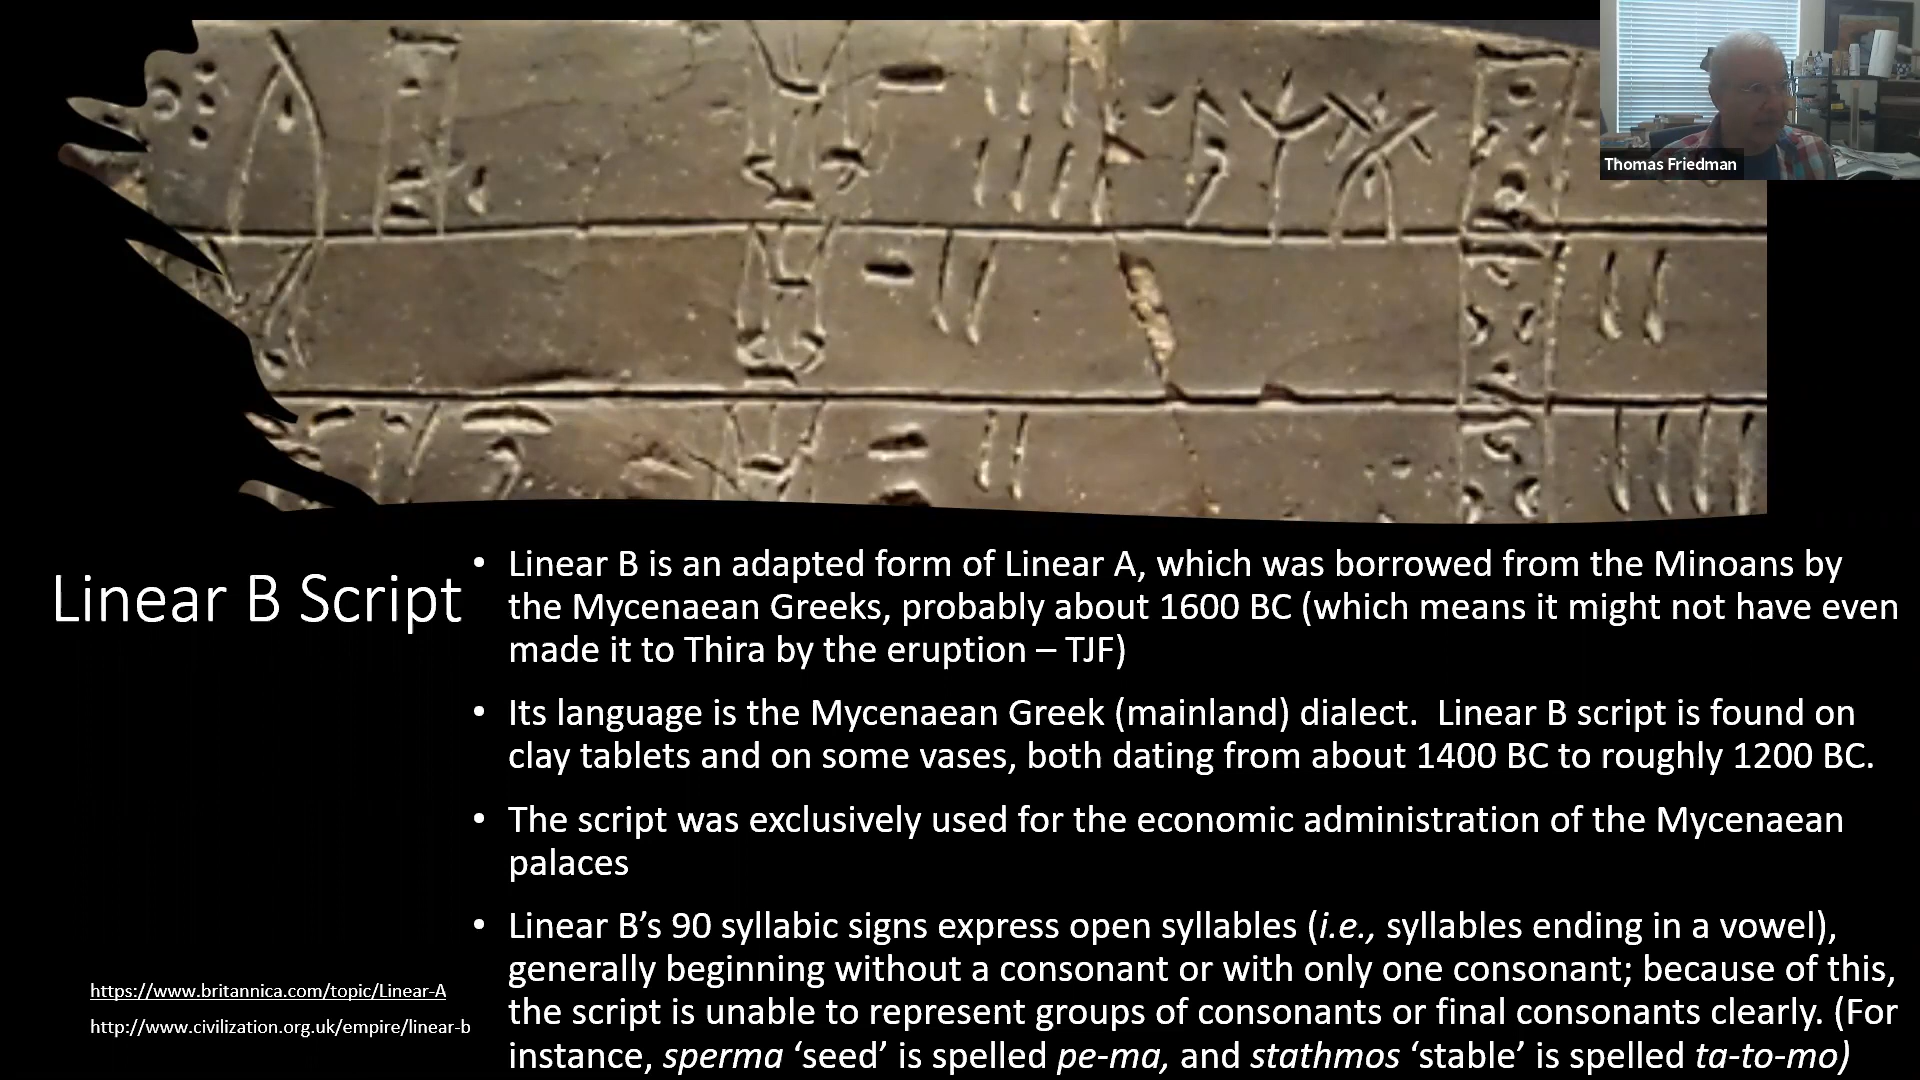 Thomas Friedman
Linear B Script
• Linear B is an adapted form of Linear A, which was borrowed from the Minoans by
the Mycenaean Greeks, probably about 1600 BC (which means it might not have even
made it to Thira by the eruption – TJF)
• Its language is the Mycenaean Greek (mainland) dialect.  Linear B script is found on
clay tablets and on some vases, both dating from about 1400 BC to roughly 1200 BC.
• The script was exclusively used for the economic administration of the Mycenaean
palaces
• Linear B’s 90 syllabic signs express open syllables (i.e., syllables ending in a vowel),
generally beginning without a consonant or with only one consonant; because of this,
the script is unable to represent groups of consonants or final consonants clearly. (For
instance, sperma ‘seed’ is spelled pe-ma, and stathmos ‘stable’ is spelled ta-to-mo)
https://www.britannica.com/topic/Linear-A
http://www.civilization.org.uk/empire/linear-b